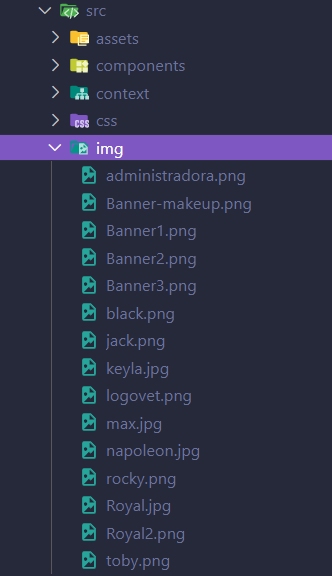 src
assets
components
context
css
img
administradora.png
Banner-makeup.png
Banner1.png
Banner2.png
Banner3.png
black.png
jack.png
keyla.jpg
logovet.png
max.jpg
napoleon.jpg
rocky.png
Royal.jpg
Royal2.png
toby.png